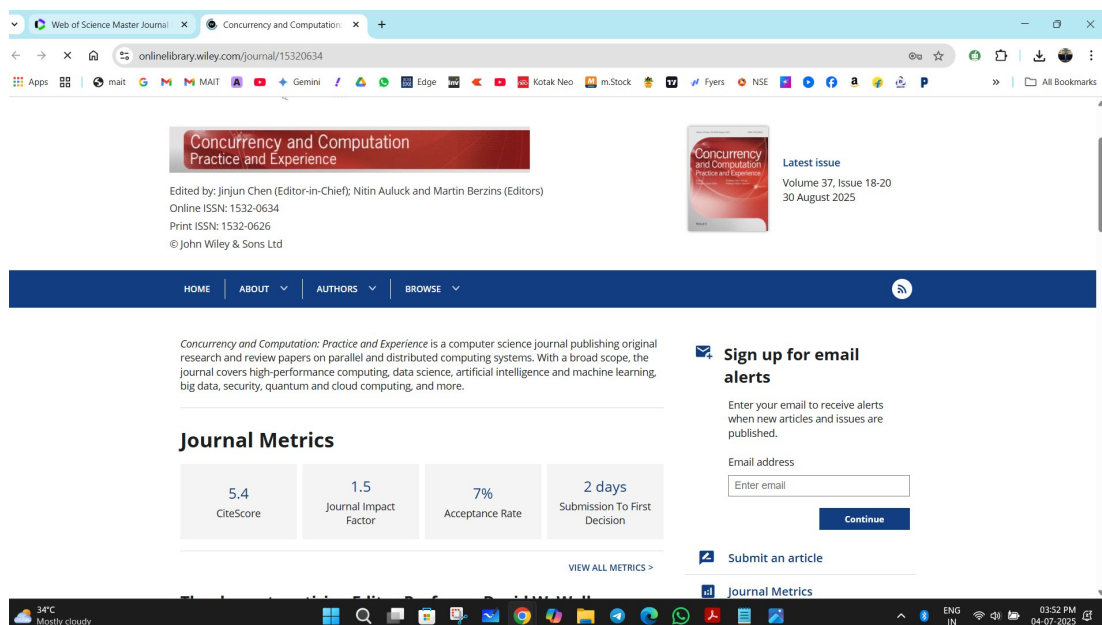 Web of Science Master Journal
Concurrency and Computation:
onlinelibrary.wiley.com/journal/15320634
Apps
mait
MAIT
Gemini
Edge
Kotak Neo
m.Stock
Fyers
NSE
All Bookmarks
Concurrency and Computation
Practice and Experience
Edited by: Jinjun Chen (Editor-in-Chief); Nitin Auluck and Martin Berzins (Editors)
Online ISSN: 1532-0634
Print ISSN: 1532-0626
© John Wiley & Sons Ltd
Concurrency
and Computation
Practice and Experience
Latest issue
Volume 37, Issue 18-20
30 August 2025
HOME
ABOUT
AUTHORS
BROWSE
Concurrency and Computation: Practice and Experience is a computer science journal publishing original
research and review papers on parallel and distributed computing systems. With a broad scope, the
journal covers high-performance computing, data science, artificial intelligence and machine learning,
big data, security, quantum and cloud computing, and more.
Journal Metrics
5.4
CiteScore
1.5
Journal Impact
Factor
7%
Acceptance Rate
2 days
Submission To First
Decision
VIEW ALL METRICS >
Sign up for email
alerts
Enter your email to receive alerts
when new articles and issues are
published.
Email address
Enter email
Continue
Submit an article
Journal Metrics
34°C
Mostly cloudy
ENG
IN
03:52 PM
04-07-2025